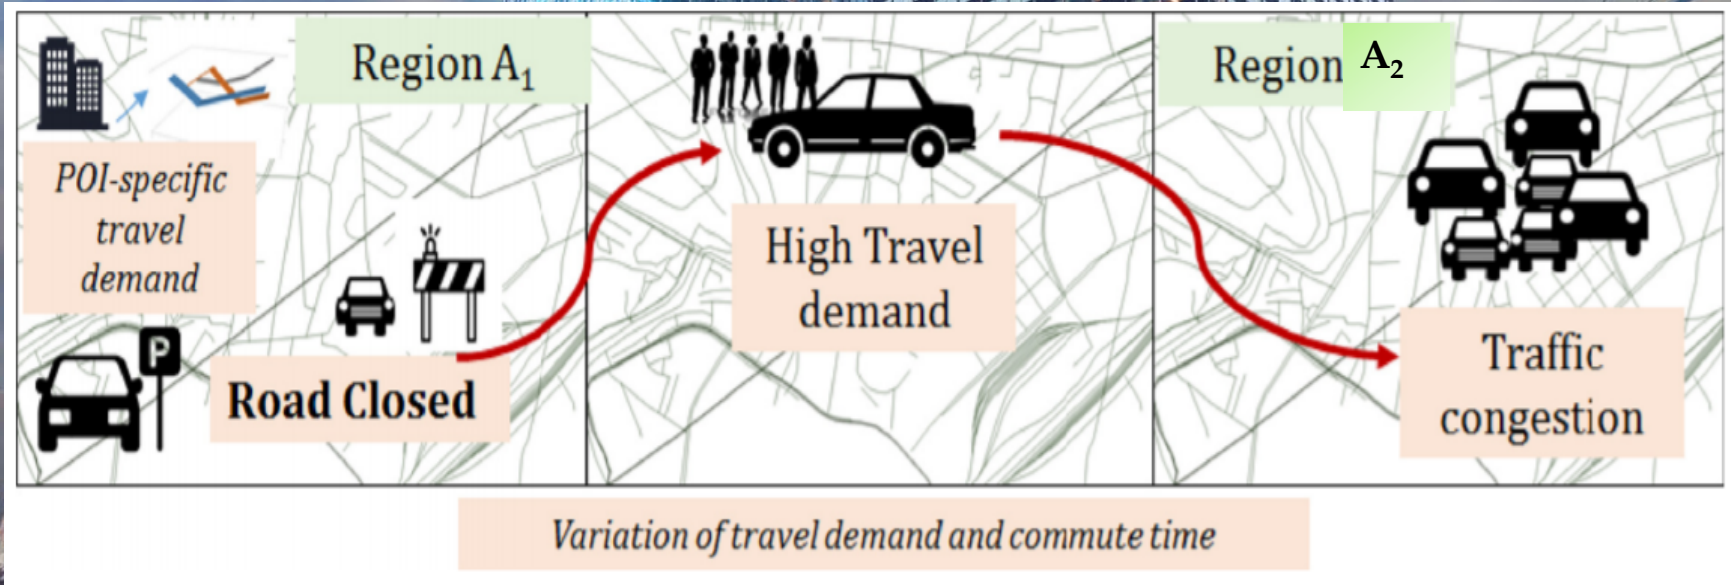 Region A₁
POI-specific
travel
demand
P
Road Closed
High Travel
demand
Region A₂
Traffic
congestion
Variation of travel demand and commute time